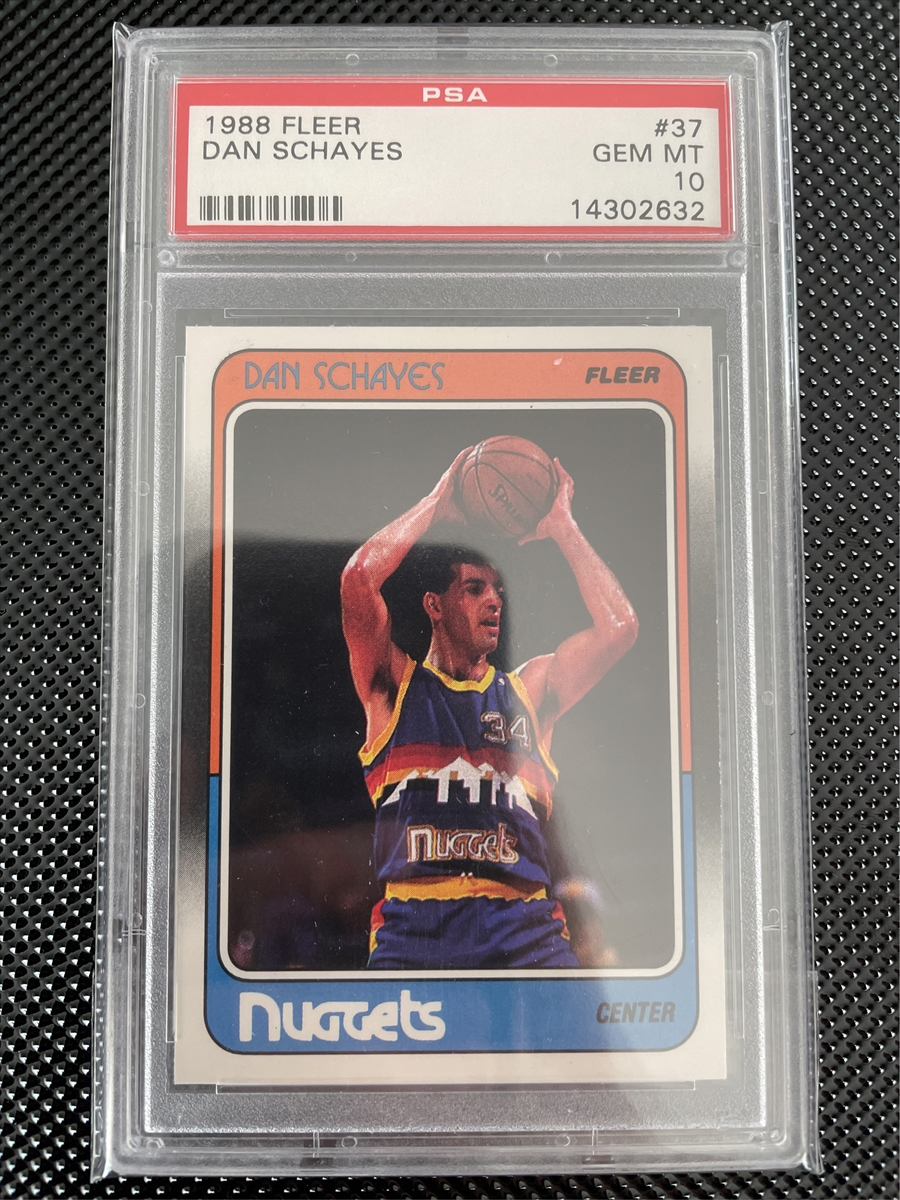 PSA
1988 FLEER #37
DAN SCHAYES GEM MT
10
14302632
DAN SCHAYES FLEER
34
Nuggets
Nuggets CENTER